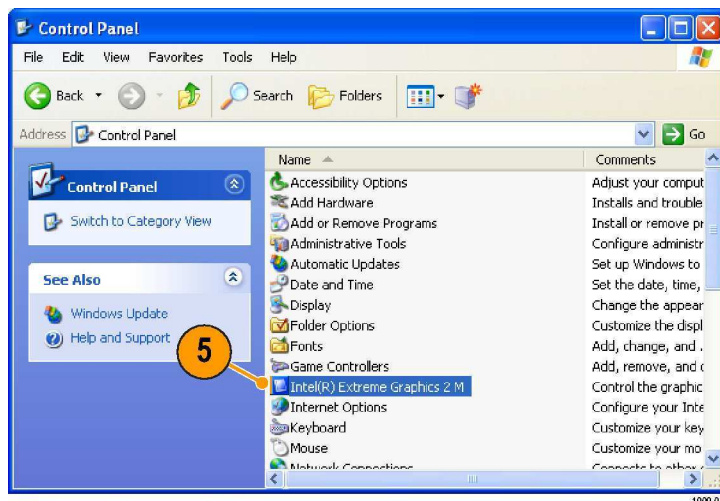 Control Panel
File Edit View Favorites Tools Help
Back Search Folders
Address Control Panel Go
Control Panel
Switch to Category View
See Also
Windows Update
Help and Support
5
Name Comments
Accessibility Options Adjust your comput
Add Hardware Installs and trouble
Add or Remove Programs Install or remove pr
Administrative Tools Configure administr
Automatic Updates Set up Windows to
Date and Time Set the date, time,
Display Change the appear
Folder Options Customize the displ
Fonts Add, change, and .
Game Controllers Add, remove, and c
Intel(R) Extreme Graphics 2 M Control the graphic
Internet Options Configure your Inte
Keyboard Customize your key
Mouse Customize your mo
Network Connections Connects to other